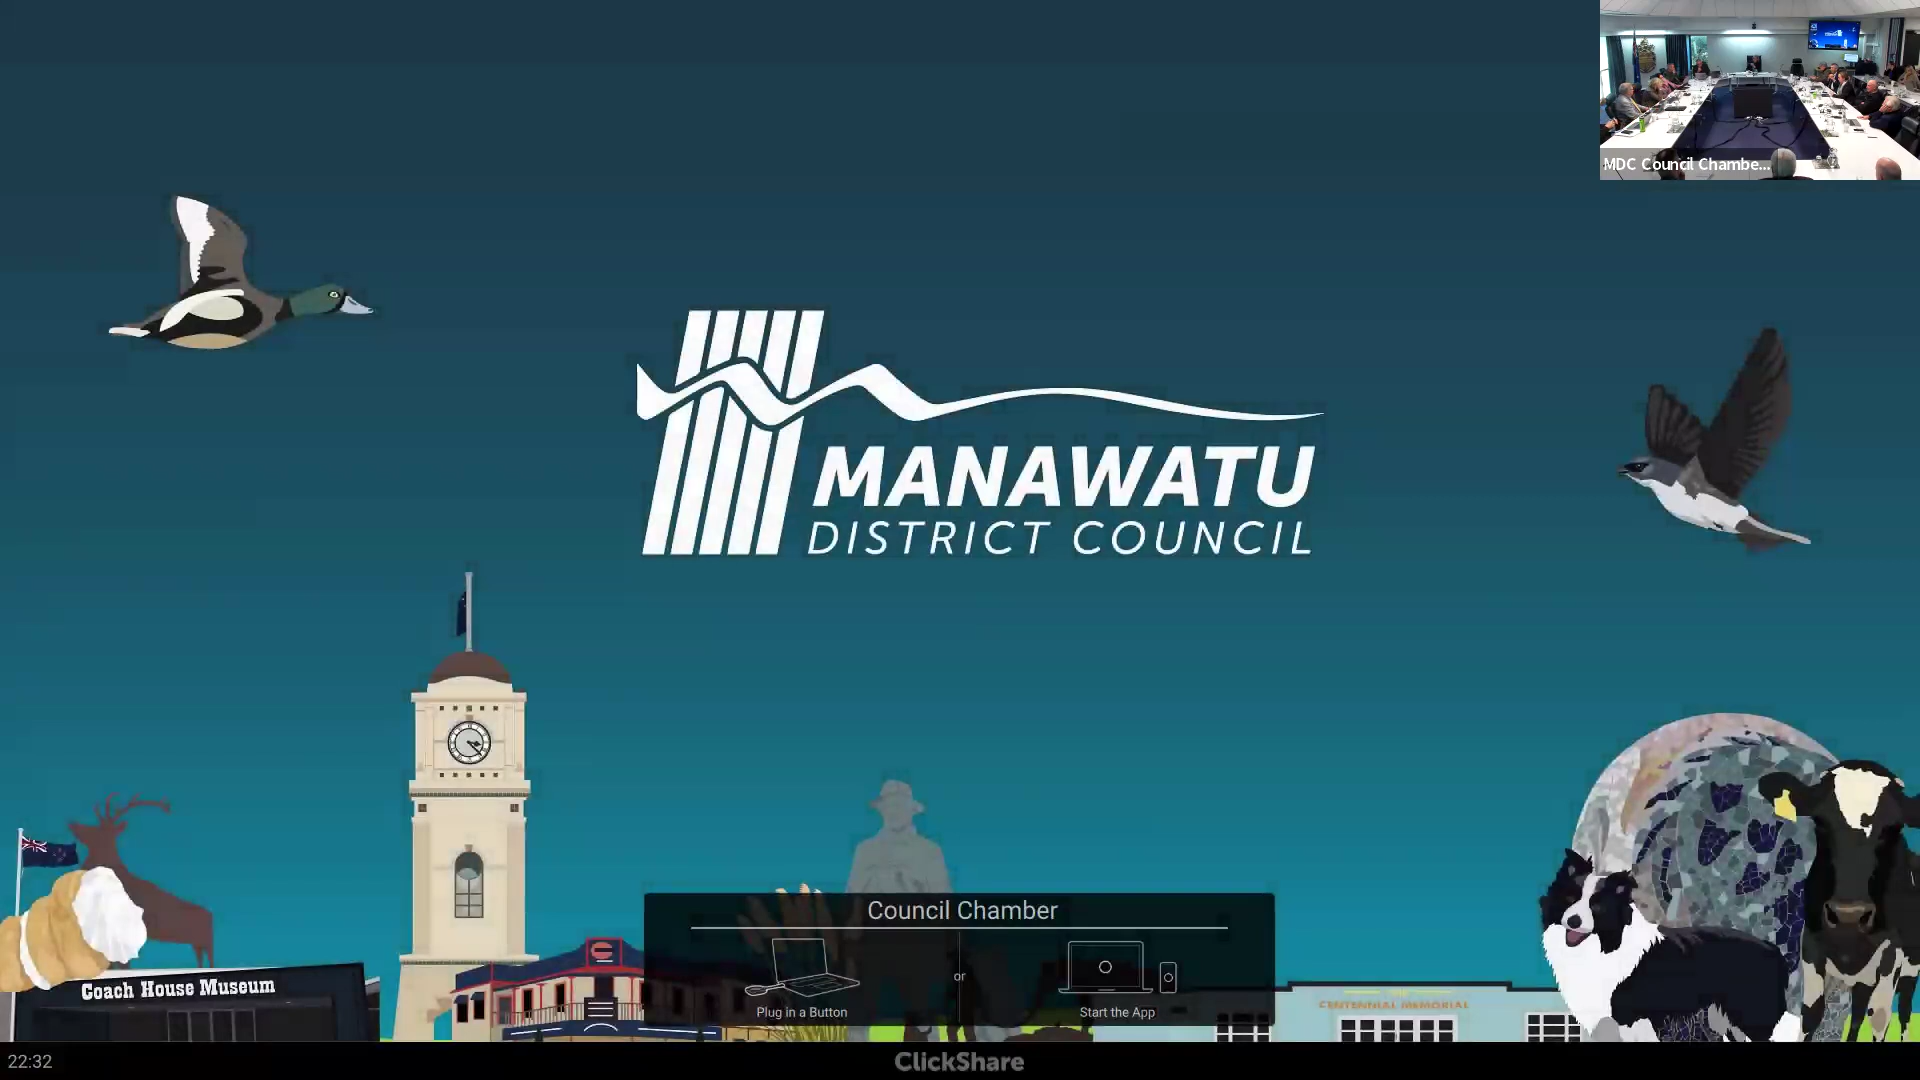 MDC Council Chambe...
MANAWATU
DISTRICT COUNCIL
Council Chamber
or
Plug in a Button
Start the App
Coach House Museum
CENTENNIAL MEMORIAL
22:32
ClickShare